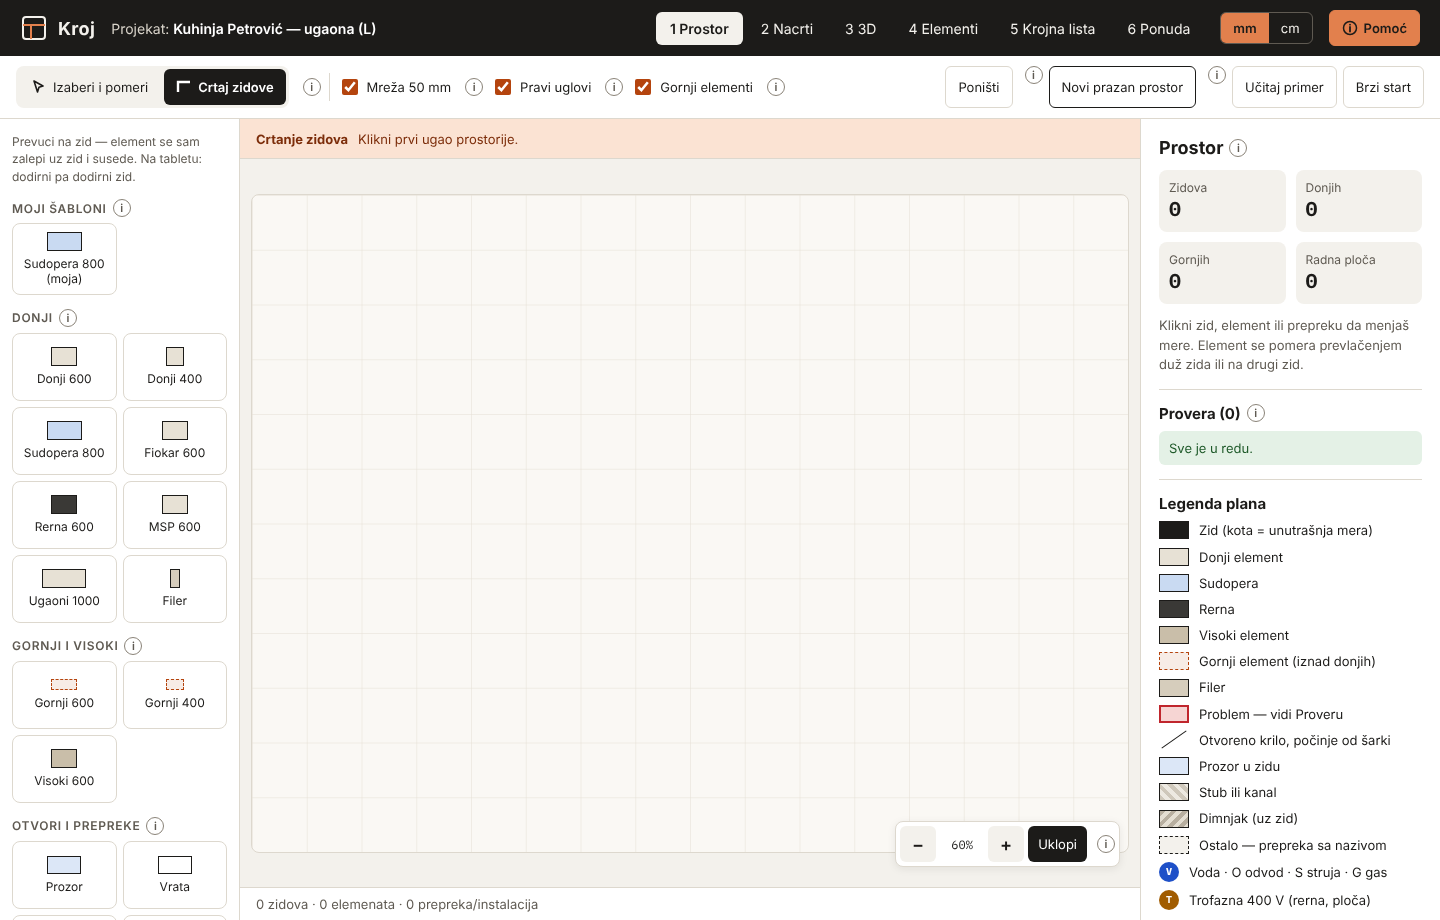 Kroj
Projekat: Kuhinja Petrović — ugaona (L)
1 Prostor
2 Nacrti
3 3D
4 Elementi
5 Krojna lista
6 Ponuda
mm
cm
Pomoć
Izaberi i pomeri
Crtaj zidove
Mreža 50 mm
Pravi uglovi
Gornji elementi
Poništi
Novi prazan prostor
Učitaj primer
Brzi start
Prevuci na zid — element se sam
zalepi uz zid i susede. Na tabletu:
dodirni pa dodirni zid.
MOJI ŠABLONI
Sudopera 800
(moja)
DONJI
Donji 600
Donji 400
Sudopera 800
Fiokar 600
Rerna 600
MSP 600
Ugaoni 1000
Filer
GORNJI I VISOKI
Gornji 600
Gornji 400
Visoki 600
OTVORI I PREPREKE
Prozor
Vrata
Crtanje zidova Klikni prvi ugao prostorije.
60%
Uklopi
0 zidova · 0 elemenata · 0 prepreka/instalacija
Prostor
Zidova
0
Donjih
0
Gornjih
0
Radna ploča
0
Klikni zid, element ili prepreku da menjaš
mere. Element se pomera prevlačenjem
duž zida ili na drugi zid.
Provera (0)
Sve je u redu.
Legenda plana
Zid (kota = unutrašnja mera)
Donji element
Sudopera
Rerna
Visoki element
Gornji element (iznad donjih)
Filer
Problem — vidi Proveru
Otvoreno krilo, počinje od šarki
Prozor u zidu
Stub ili kanal
Dimnjak (uz zid)
Ostalo — prepreka sa nazivom
V Voda · O odvod · S struja · G gas
T Trofazna 400 V (rerna, ploča)